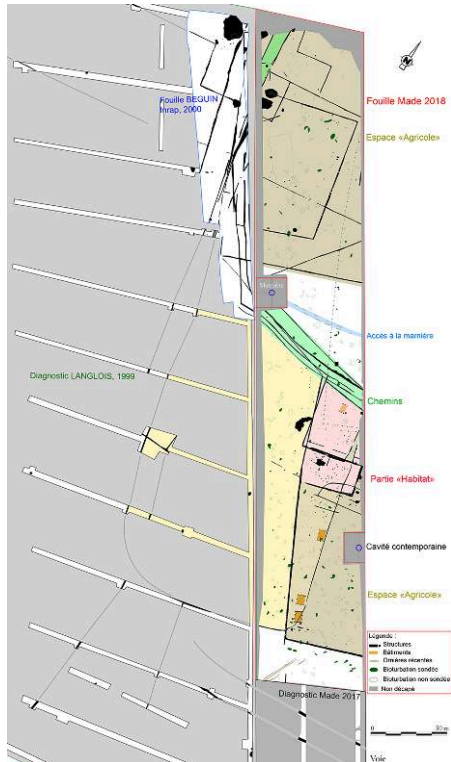 Fouille BEGUIN
Inrap, 2000
Fouille Made 2018
Espace «Agricole»
Marnière
Accès à la marnière
Diagnostic LANGLOIS, 1999
Chemins
Partie «Habitat»
Cavité contemporaine
Espace «Agricole»
Légende :
Structures
Bâtiments
Ornières récentes
Bioturbation sondée
Bioturbation non sondée
Non décapé
Diagnostic Made 2017
0 30 m
Voie